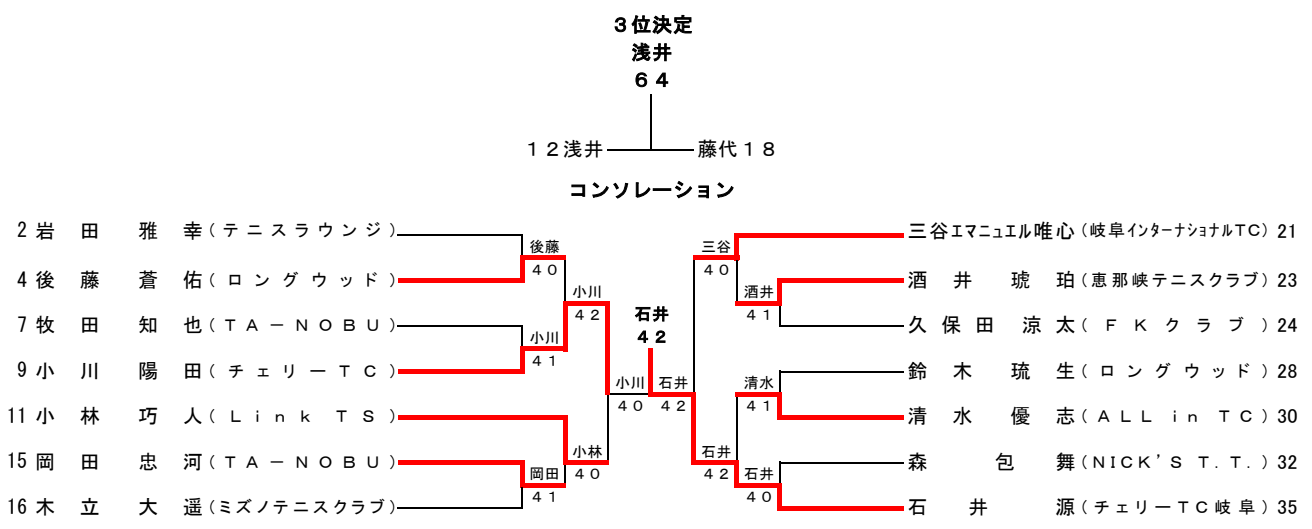 ３位決定
浅井
６４
１２浅井
藤代１８
コンソレーション
2 岩田 雅幸(テニスラウンジ)
4 後藤蒼佑(ロングウッド)
7 牧田知也(ＴＡ－ＮＯＢＵ)
9 小川陽田(チェリーＴＣ)
11 小林巧人(Ｌｉｎｋ ＴＳ)
15 岡田忠河(ＴＡ－ＮＯＢＵ)
16 木立大遥(ミズノテニスクラブ)
後藤
４０
小川
４１
岡田
４１
小川
４２
小林
４０
小川
４０
石井
４２
石井
４２
三谷
４０
石井
４２
酒井
４１
清水
４１
石井
４０
三谷エマニュエル唯心(岐阜インターナショナルTC) 21
酒井琥珀(恵那峡テニスクラブ) 23
久保田涼太(ＦＫクラブ) 24
鈴木琉生(ロングウッド) 28
清水優志(ＡＬＬ ｉｎ ＴＣ) 30
森包舞(NICK'S T.T.) 32
石井源(チェリーTC岐阜) 35